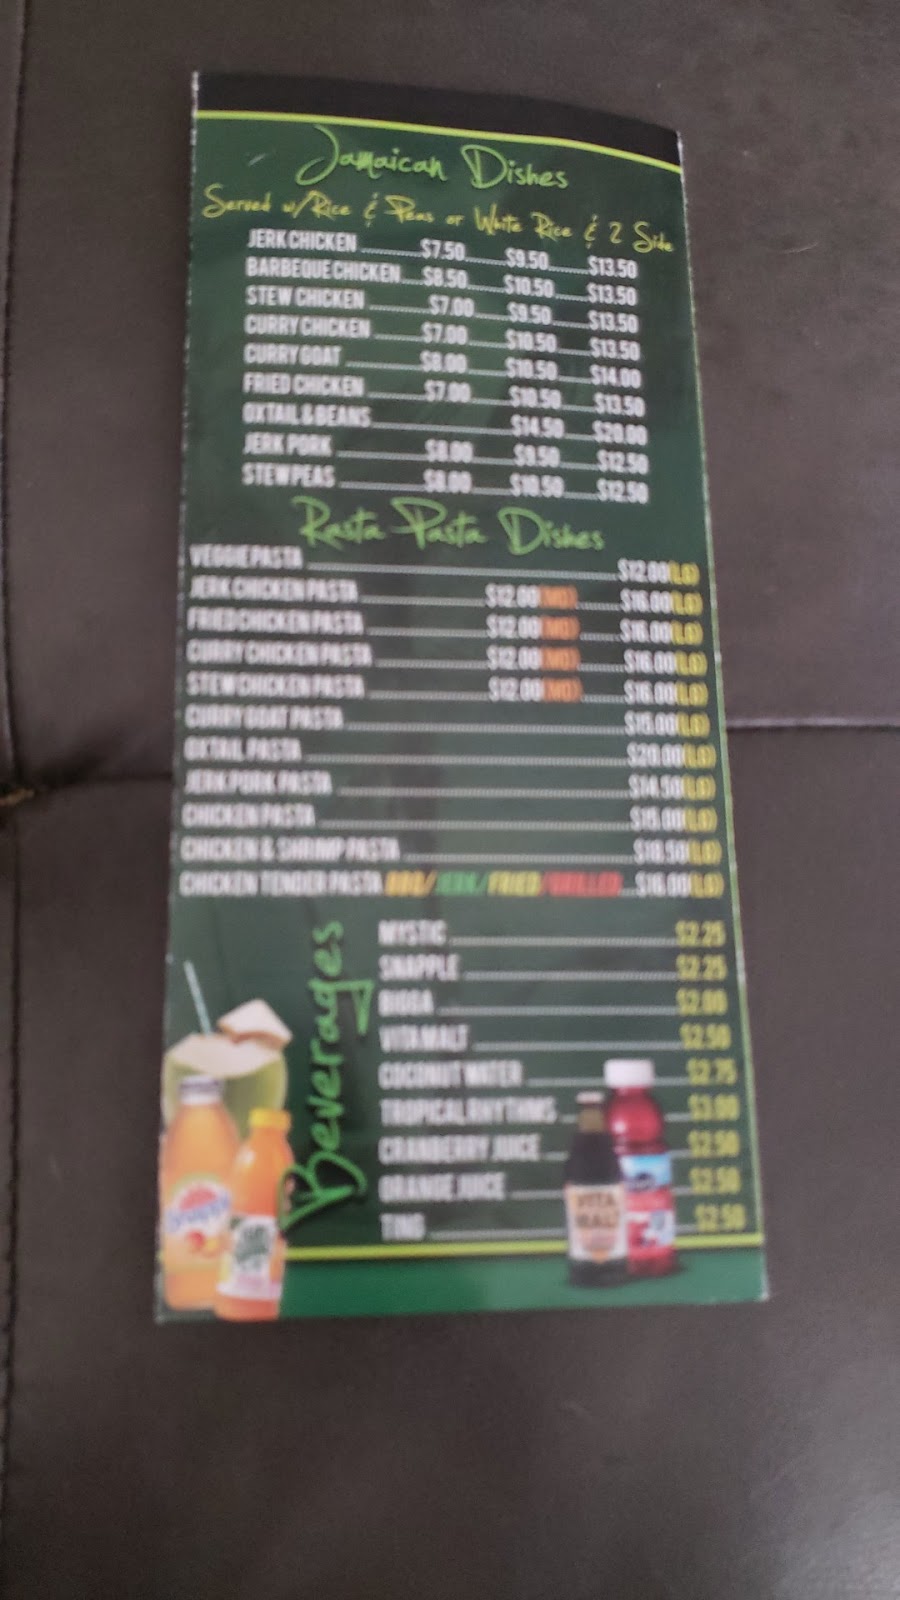 Jamaican Dishes
Served w/Rice & Peas or White Rice & 2 Side
JERK CHICKEN $7.50 $9.50 $13.50
BARBEQUE CHICKEN $8.50 $10.50 $13.50
STEW CHICKEN $7.00 $9.50 $13.50
CURRY CHICKEN $7.00 $10.50 $13.50
CURRY GOAT $8.00 $10.50 $14.00
FRIED CHICKEN $7.00 $10.50 $13.50
OXTAIL & BEANS $14.50 $20.00
JERK PORK $8.00 $9.50 $12.50
STEW PEAS $8.00 $10.50 $12.50
Rasta Pasta Dishes
VEGGIE PASTA $12.00(LG)
JERK CHICKEN PASTA $12.00(MD) $16.00(LG)
FRIED CHICKEN PASTA $12.00(MD) $16.00(LG)
CURRY CHICKEN PASTA $12.00(MD) $16.00(LG)
STEW CHICKEN PASTA $12.00(MD) $16.00(LG)
CURRY GOAT PASTA $15.00(LG)
OXTAIL PASTA $20.00(LG)
JERK PORK PASTA $14.50(LG)
CHICKEN PASTA $15.00(LG)
CHICKEN & SHRIMP PASTA $18.50(LG)
CHICKEN TENDER PASTA BBQ/JERK/FRIED/GRILLED $16.00(LG)
Beverages
MYSTIC $2.25
SNAPPLE $2.25
BIGGA $2.00
VITAMALT $2.50
COCONUT WATER $2.75
TROPICAL RHYTHMS $3.00
CRANBERRY JUICE $2.50
ORANGE JUICE $2.50
TING $2.50
Snapple
VITA
MALT